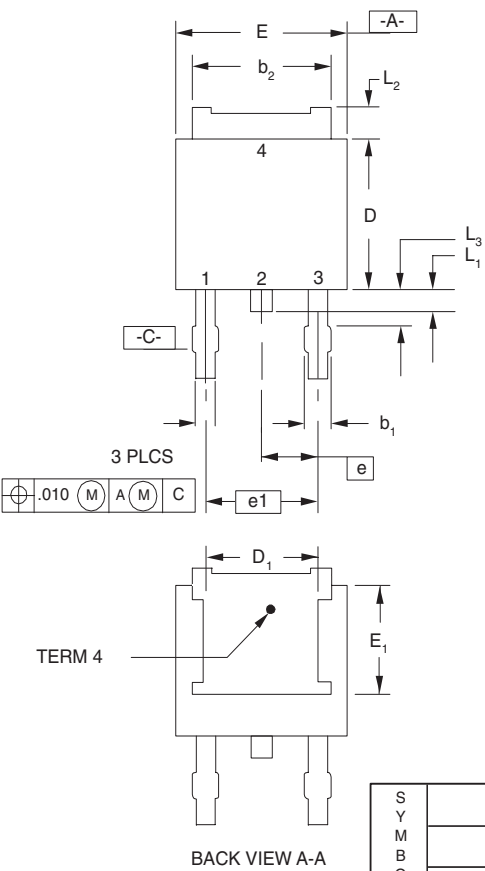 -A-
E
b2
L2
4
D
L3
L1
1 2 3
-C-
b1
3 PLCS
e
.010 M A M C
e1
D1
E1
TERM 4
S
Y
M
B
BACK VIEW A-A